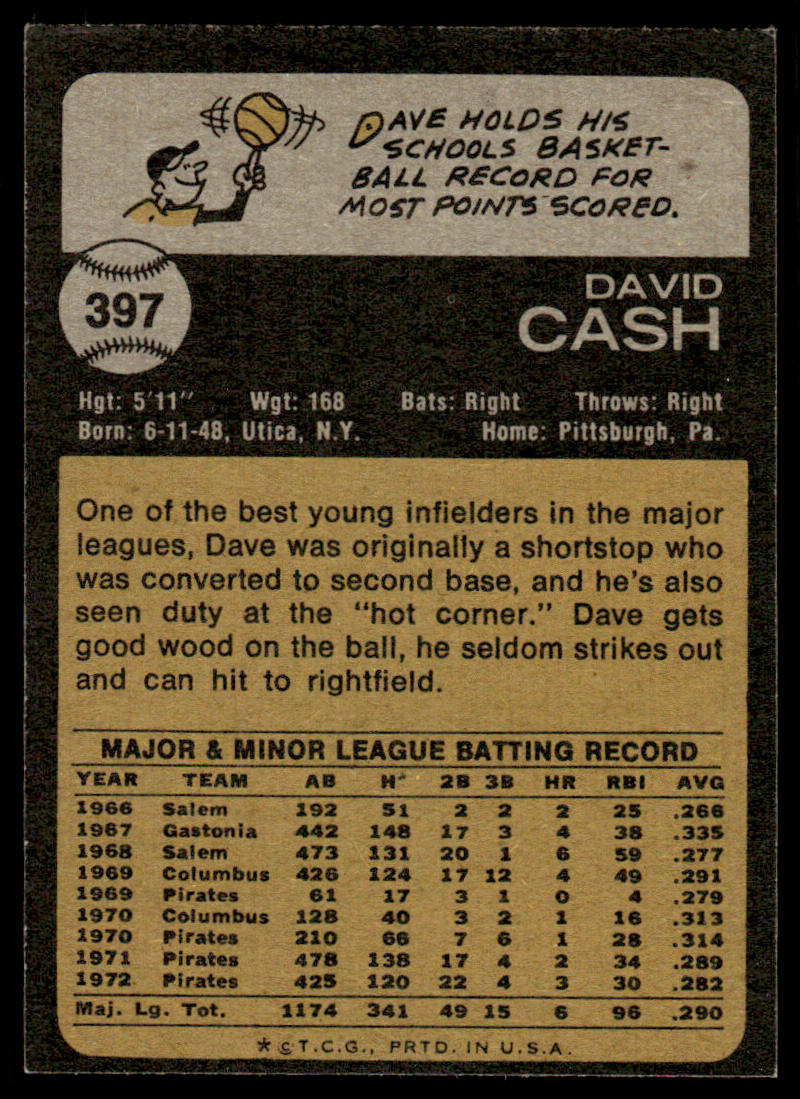 DAVE HOLDS HIS
SCHOOLS BASKET-
BALL RECORD FOR
MOST POINTS SCORED.
397
DAVID
CASH
Hgt: 5'11" Wgt: 168 Bats: Right Throws: Right
Born: 6-11-48, Utica, N.Y. Home: Pittsburgh, Pa.
One of the best young infielders in the major
leagues, Dave was originally a shortstop who
was converted to second base, and he's also
seen duty at the "hot corner." Dave gets
good wood on the ball, he seldom strikes out
and can hit to rightfield.
MAJOR & MINOR LEAGUE BATTING RECORD
YEAR TEAM AB H 2B 3B HR RBI AVG
1966 Salem 192 51 2 2 2 25 .266
1967 Gastonia 442 148 17 3 4 38 .335
1968 Salem 473 131 20 1 6 59 .277
1969 Columbus 426 124 17 12 4 49 .291
1969 Pirates 61 17 3 1 0 4 .279
1970 Columbus 128 40 3 2 1 16 .313
1970 Pirates 210 66 7 6 1 28 .314
1971 Pirates 478 138 17 4 2 34 .289
1972 Pirates 425 120 22 4 3 30 .282
Maj. Lg. Tot. 1174 341 49 15 6 96 .290
* © T.C.G., PRTD. IN U.S.A.